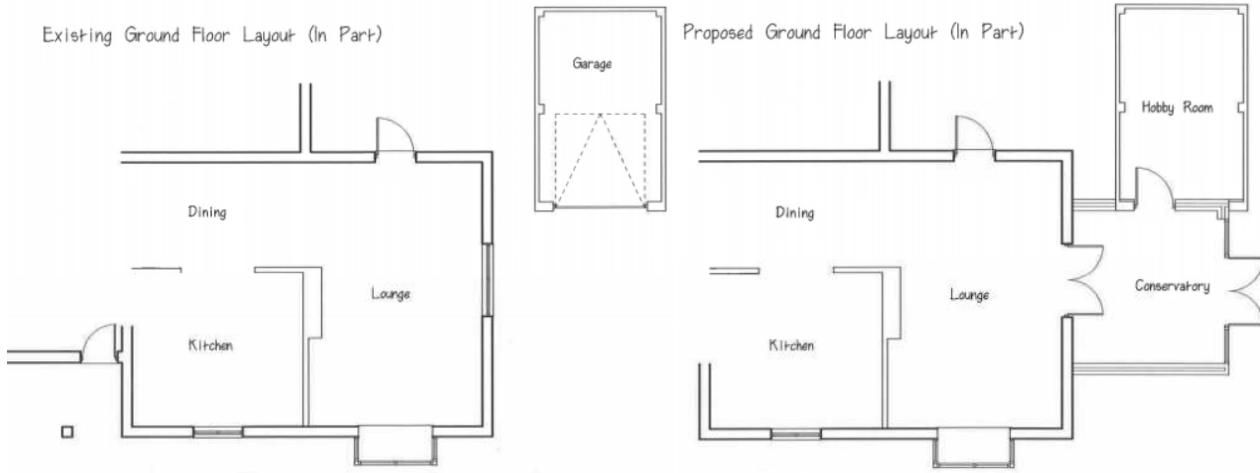 Existing Ground Floor Layout (In Part)
Garage
Dining
Lounge
Kitchen
Proposed Ground Floor Layout (In Part)
Hobby Room
Dining
Lounge
Conservatory
Kitchen